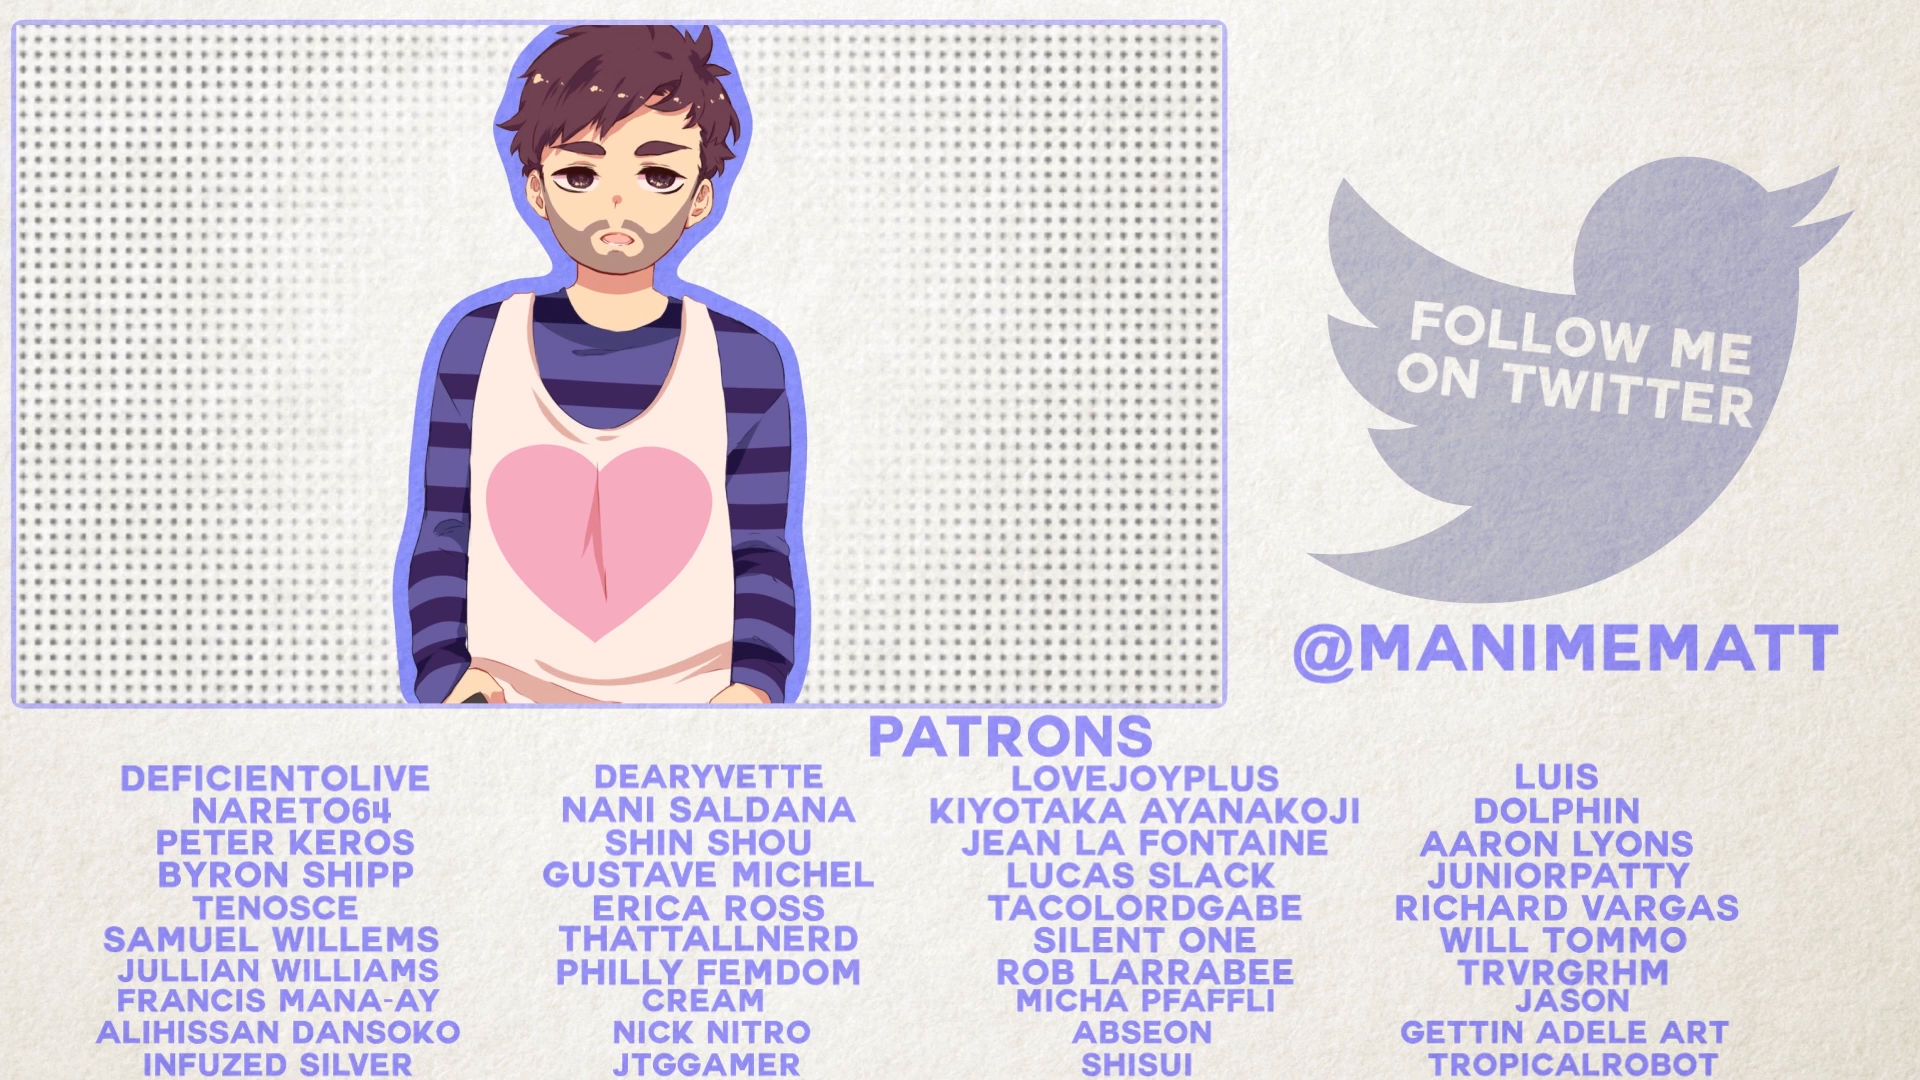 FOLLOW ME
ON TWITTER
@MANIMEMATT
PATRONS
DEFICIENTOLIVE
NARETO64
PETER KEROS
BYRON SHIPP
TENOSCE
SAMUEL WILLEMS
JULLIAN WILLIAMS
FRANCIS MANA-AY
ALIHISSAN DANSOKO
INFUZED SILVER
DEARYVETTE
NANI SALDANA
SHIN SHOU
GUSTAVE MICHEL
ERICA ROSS
THATTALLNERD
PHILLY FEMDOM
CREAM
NICK NITRO
JTGGAMER
LOVEJOYPLUS
KIYOTAKA AYANAKOJI
JEAN LA FONTAINE
LUCAS SLACK
TACOLORDGABE
SILENT ONE
ROB LARRABEE
MICHA PFAFFLI
ABSEON
SHISUI
LUIS
DOLPHIN
AARON LYONS
JUNIORPATTY
RICHARD VARGAS
WILL TOMMO
TRVRGRHM
JASON
GETTIN ADELE ART
TROPICALROBOT